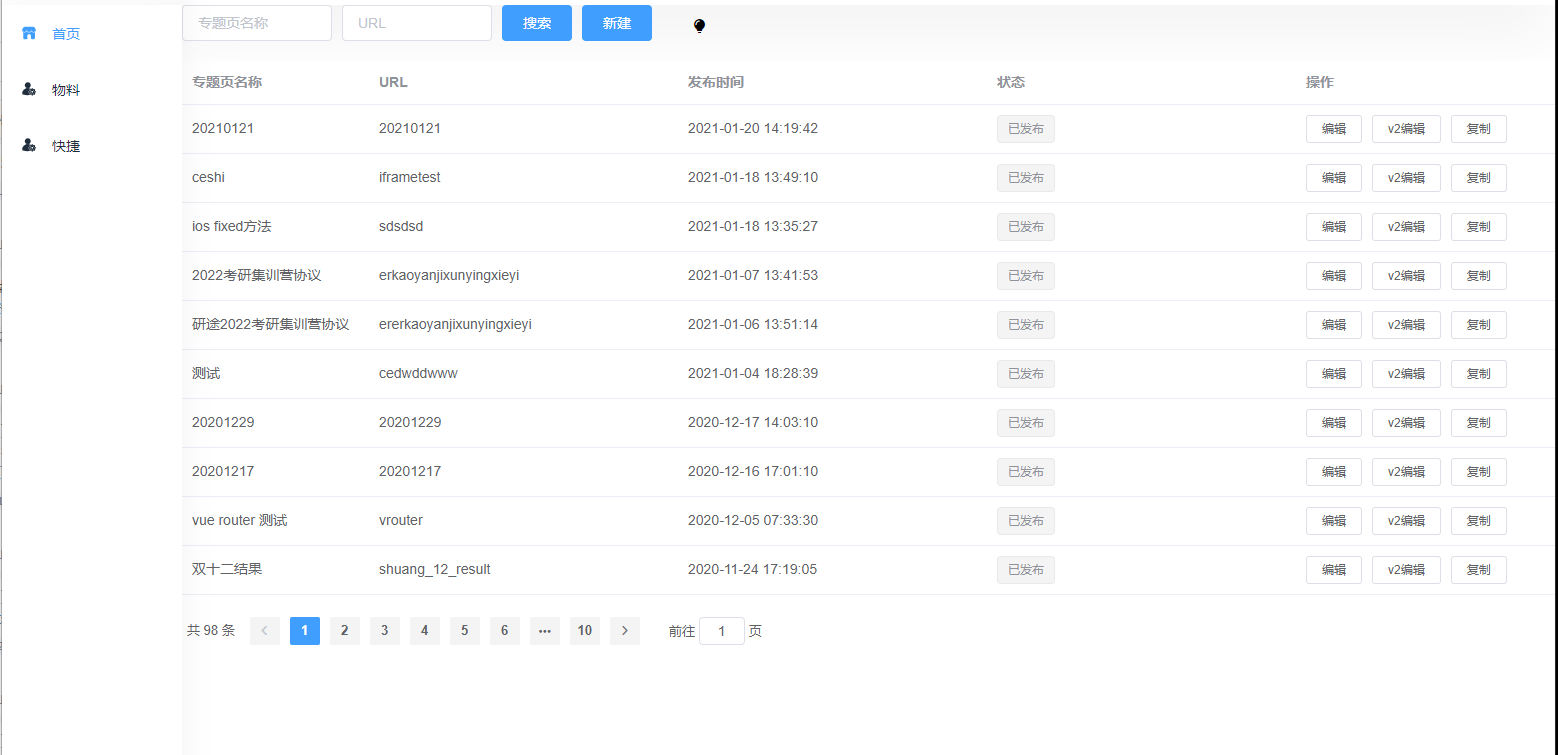 首页
物料
快捷
专题页名称 URL 搜索 新建
专题页名称 URL 发布时间 状态 操作
20210121 20210121 2021-01-20 14:19:42 已发布 编辑 v2编辑 复制
ceshi iframetest 2021-01-18 13:49:10 已发布 编辑 v2编辑 复制
ios fixed方法 sdsdsd 2021-01-18 13:35:27 已发布 编辑 v2编辑 复制
2022考研集训营协议 erkaoyanjixunyingxieyi 2021-01-07 13:41:53 已发布 编辑 v2编辑 复制
研途2022考研集训营协议 ererkaoyanjixunyingxieyi 2021-01-06 13:51:14 已发布 编辑 v2编辑 复制
测试 cedwddwww 2021-01-04 18:28:39 已发布 编辑 v2编辑 复制
20201229 20201229 2020-12-17 14:03:10 已发布 编辑 v2编辑 复制
20201217 20201217 2020-12-16 17:01:10 已发布 编辑 v2编辑 复制
vue router 测试 vrouter 2020-12-05 07:33:30 已发布 编辑 v2编辑 复制
双十二结果 shuang_12_result 2020-11-24 17:19:05 已发布 编辑 v2编辑 复制
共 98 条 1 2 3 4 5 6 ••• 10 前往 1 页